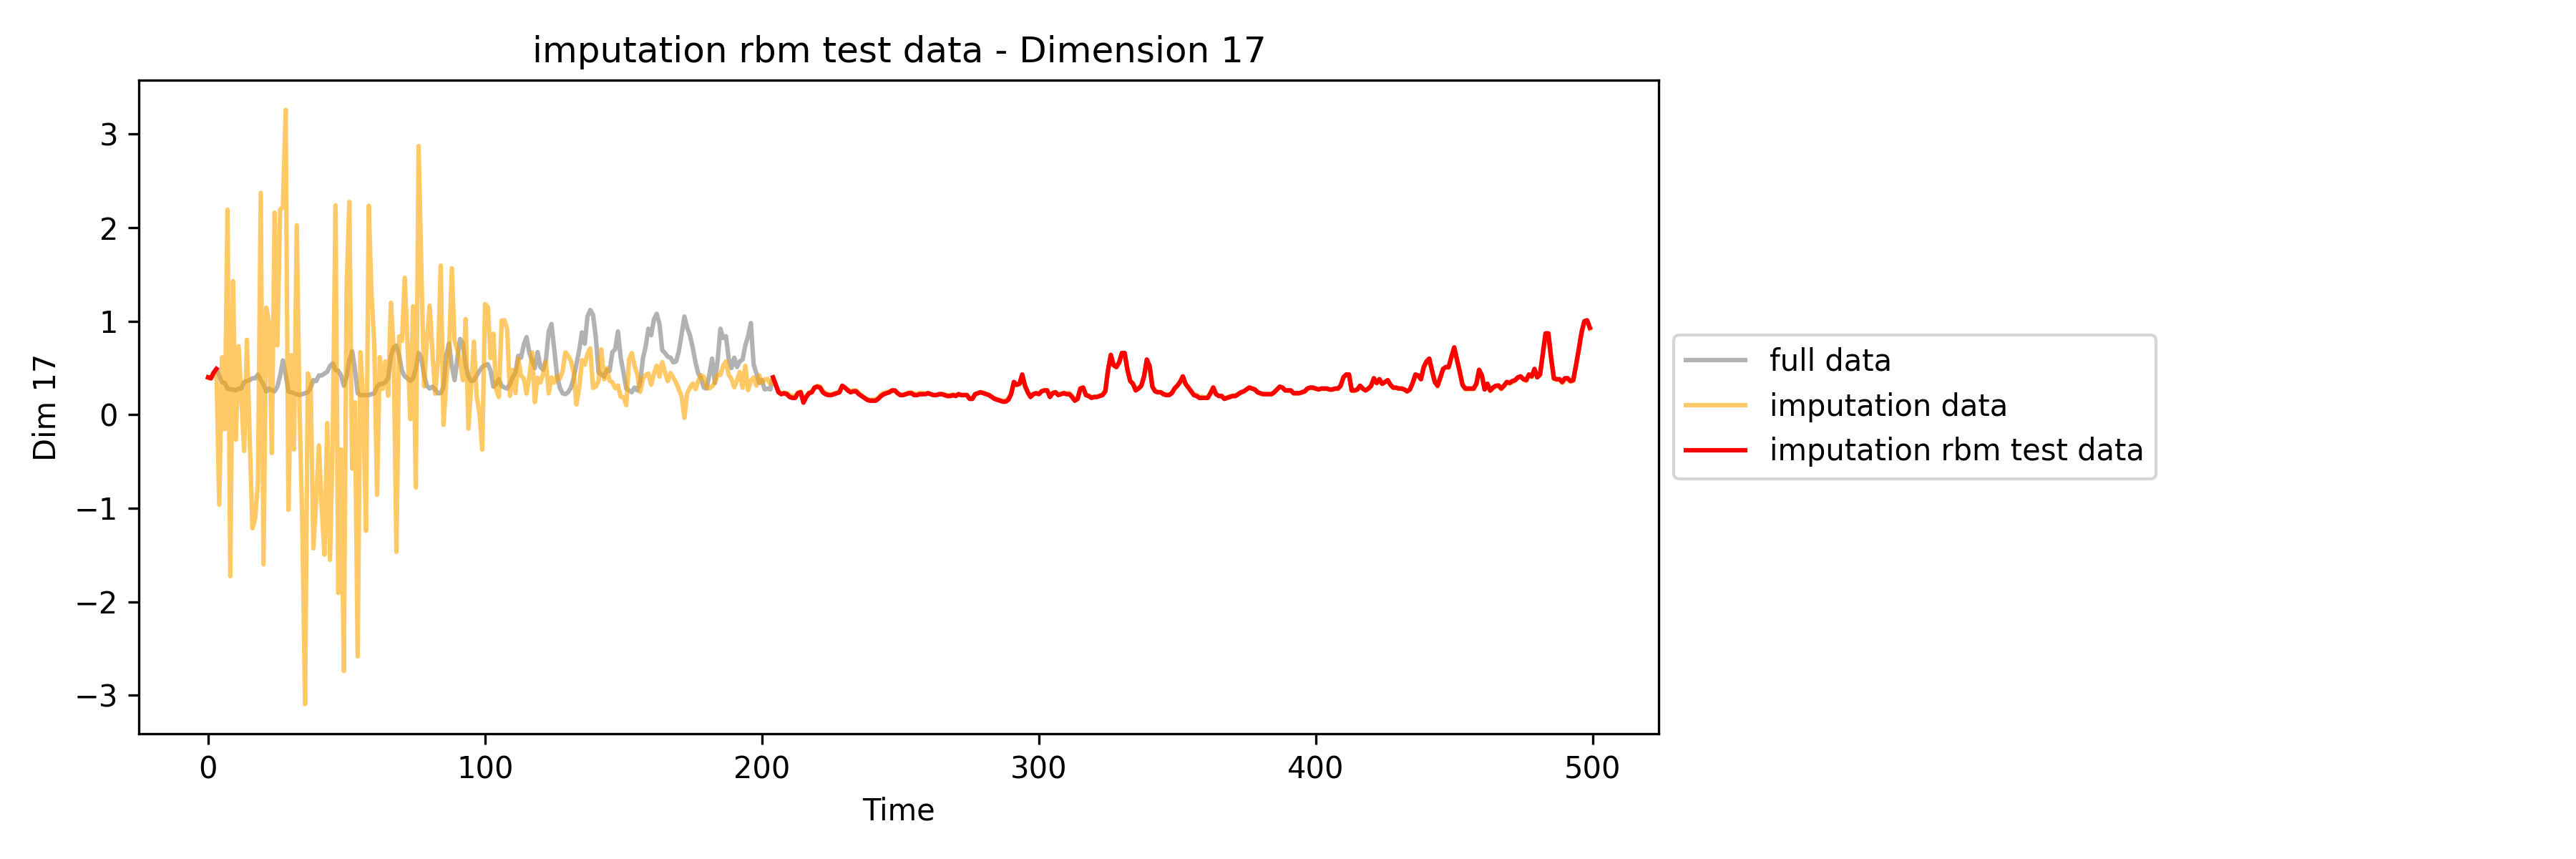 imputation rbm test data - Dimension 17
3
2
1
0
−1
−2
−3
Dim 17
0 100 200 300 400 500
Time
full data
imputation data
imputation rbm test data